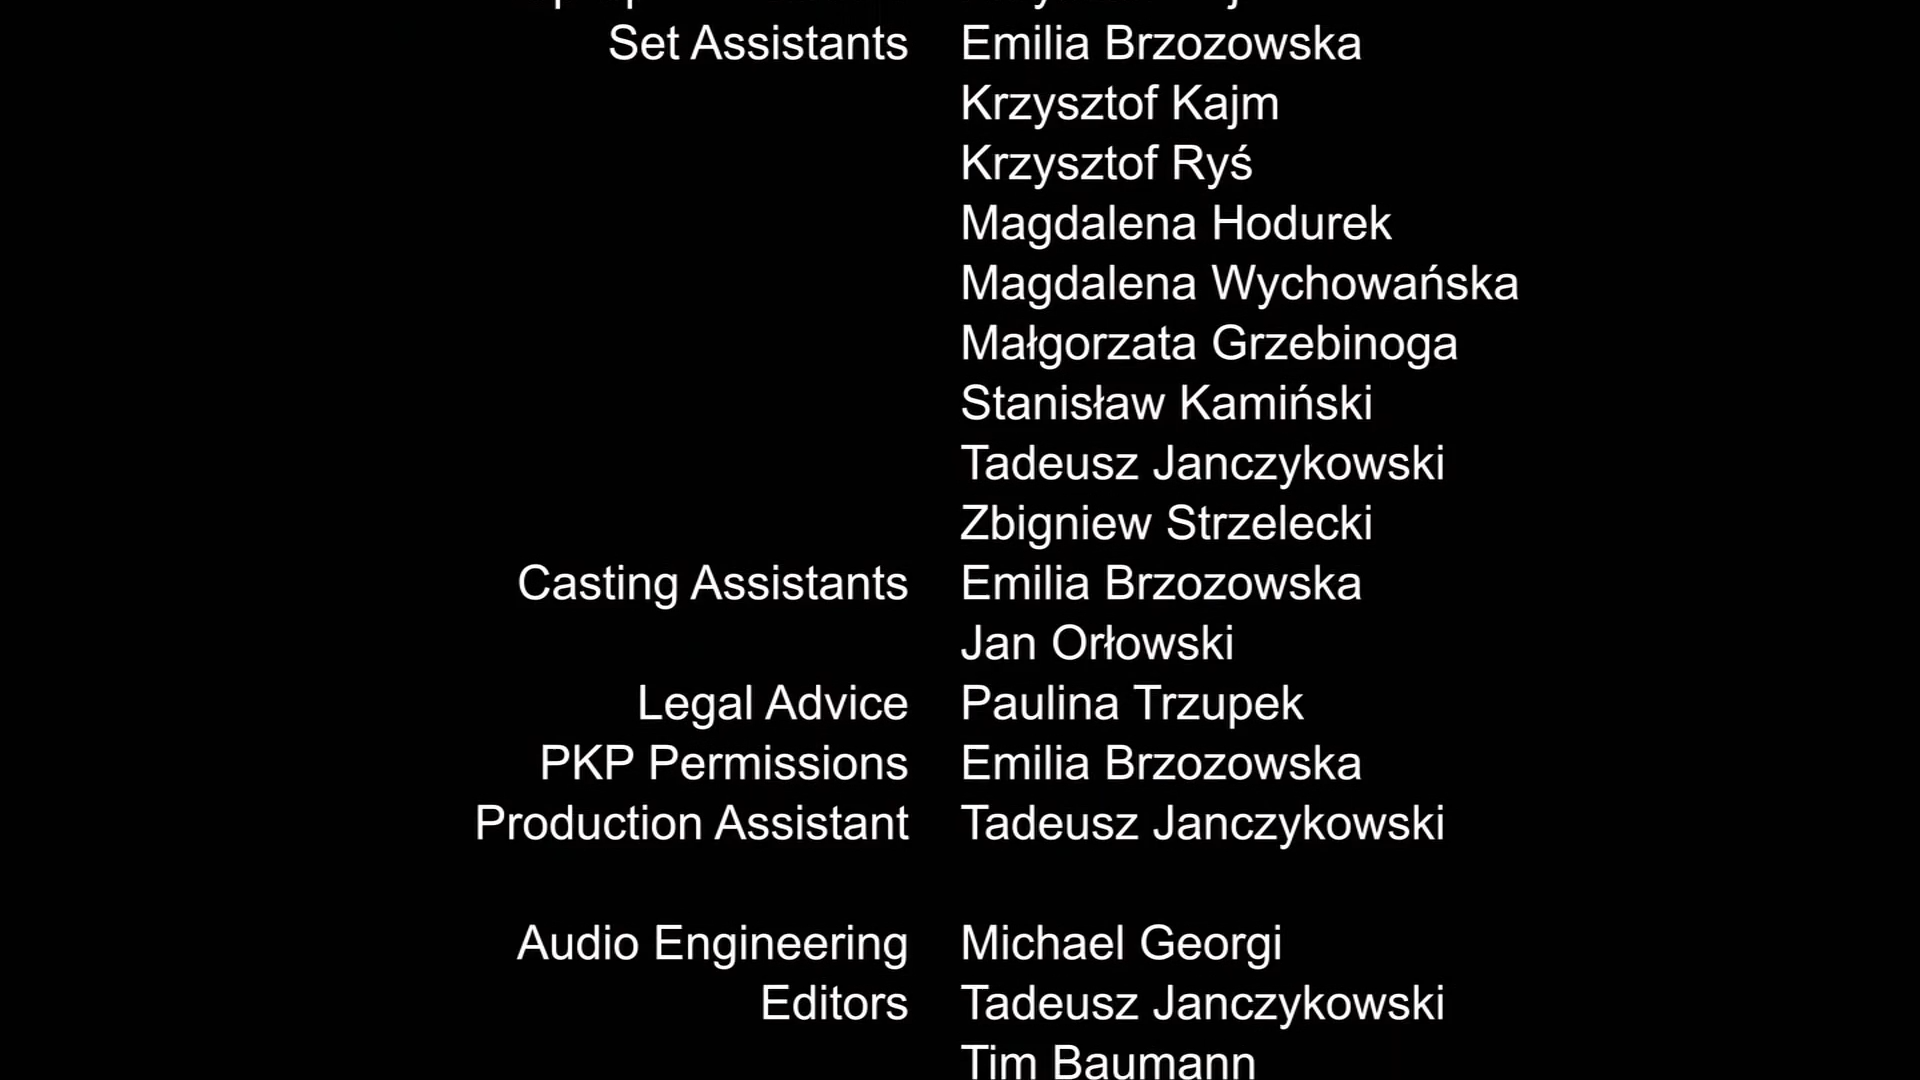 Set Assistants Emilia Brzozowska
Krzysztof Kajm
Krzysztof Ryś
Magdalena Hodurek
Magdalena Wychowańska
Małgorzata Grzebinoga
Stanisław Kamiński
Tadeusz Janczykowski
Zbigniew Strzelecki
Casting Assistants Emilia Brzozowska
Jan Orłowski
Legal Advice Paulina Trzupek
PKP Permissions Emilia Brzozowska
Production Assistant Tadeusz Janczykowski
Audio Engineering Michael Georgi
Editors Tadeusz Janczykowski
Tim Baumann